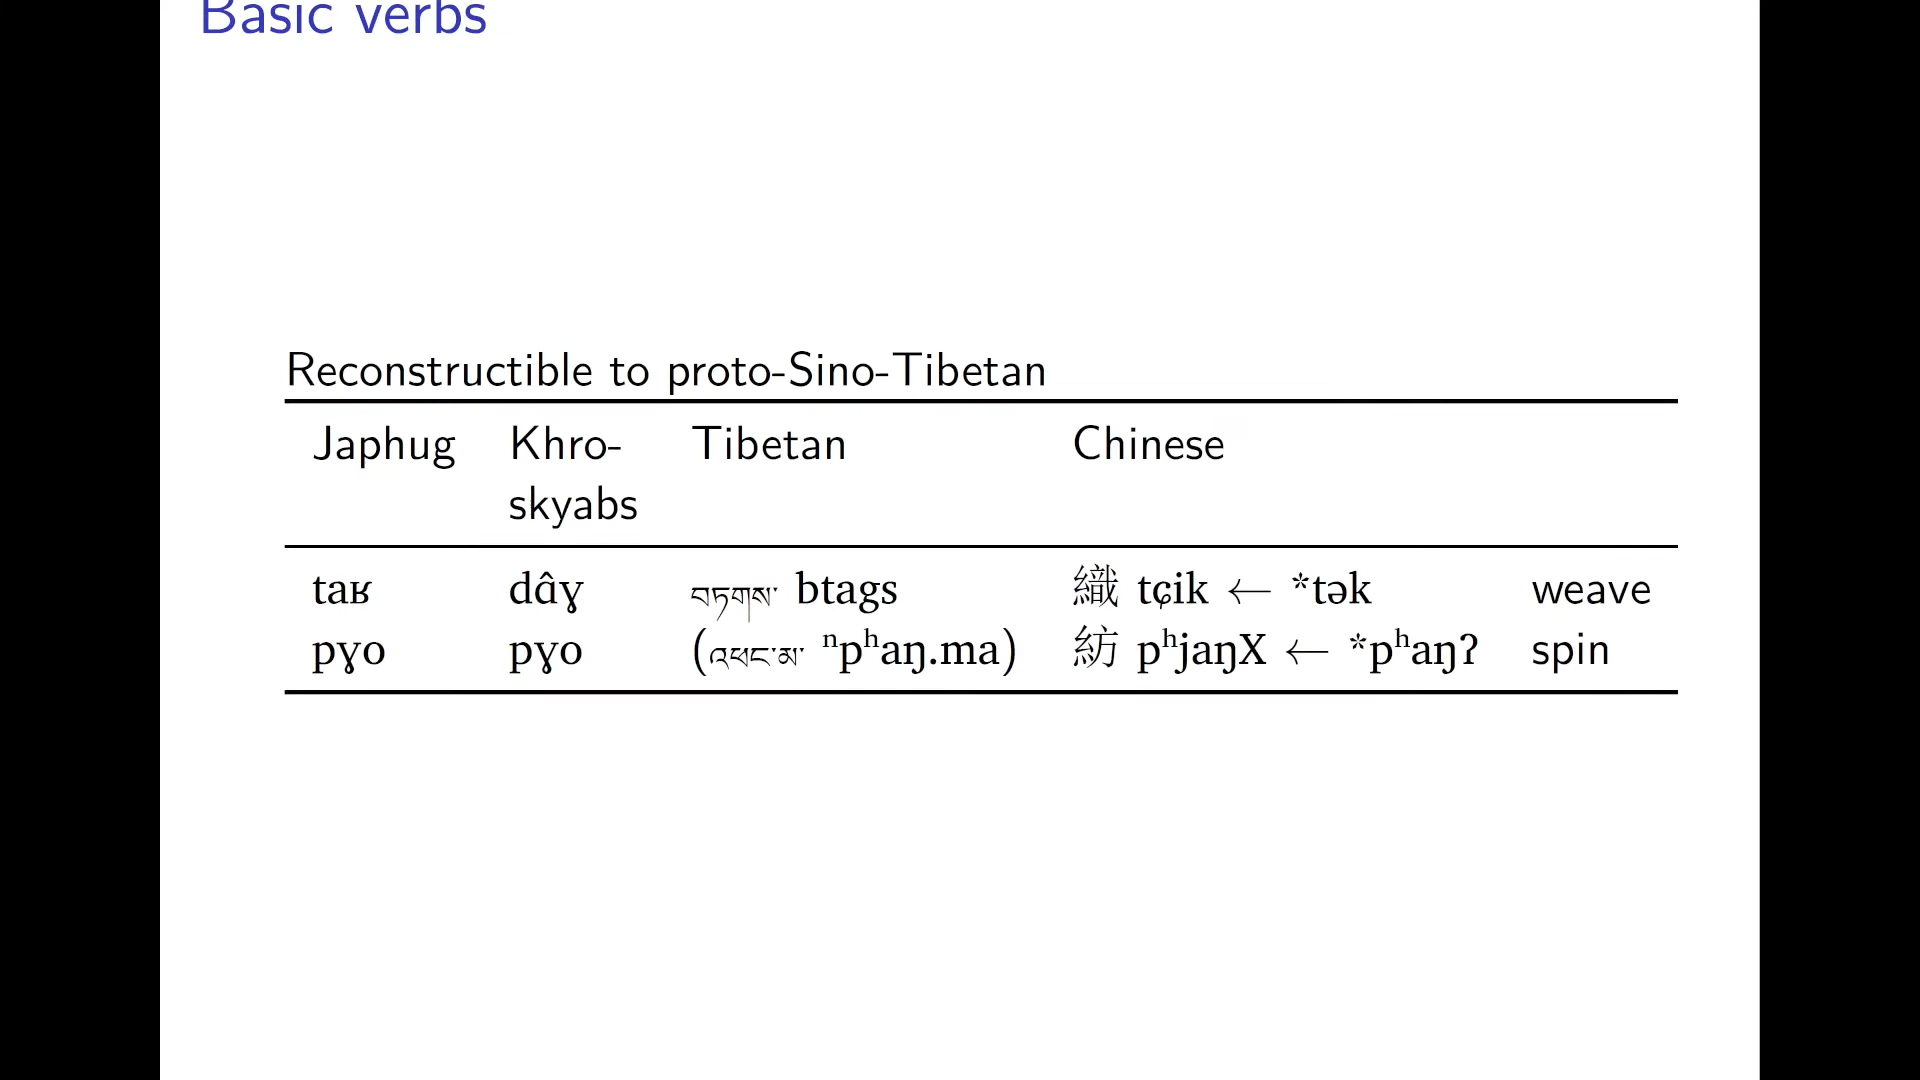 Basic verbs
Reconstructible to proto-Sino-Tibetan
Japhug Khro-skyabs Tibetan Chinese
taʁ dâɣ བཏགས་ btags 織 tɕik ← *tək weave
pɣo pɣo (འཕང་མ་ ⁿpʰaŋ.ma) 紡 pʰjaŋX ← *pʰaŋʔ spin